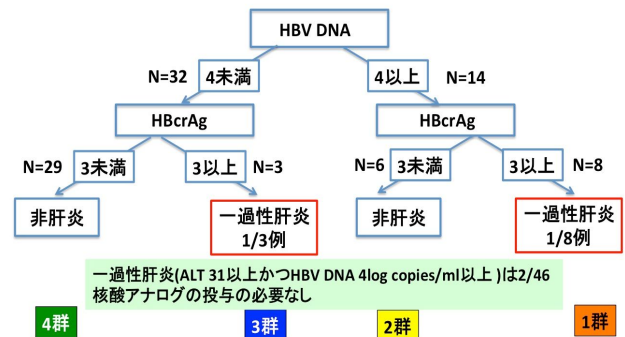 HBV DNA
N=32 4未満 4以上 N=14
HBcrAg HBcrAg
N=29 3未満 3以上 N=3 N=6 3未満 3以上 N=8
非肝炎 一過性肝炎 非肝炎 一過性肝炎
1/3例 1/8例
一過性肝炎(ALT 31以上かつHBV DNA 4log copies/ml以上 )は2/46
核酸アナログの投与の必要なし
4群 3群 2群 1群